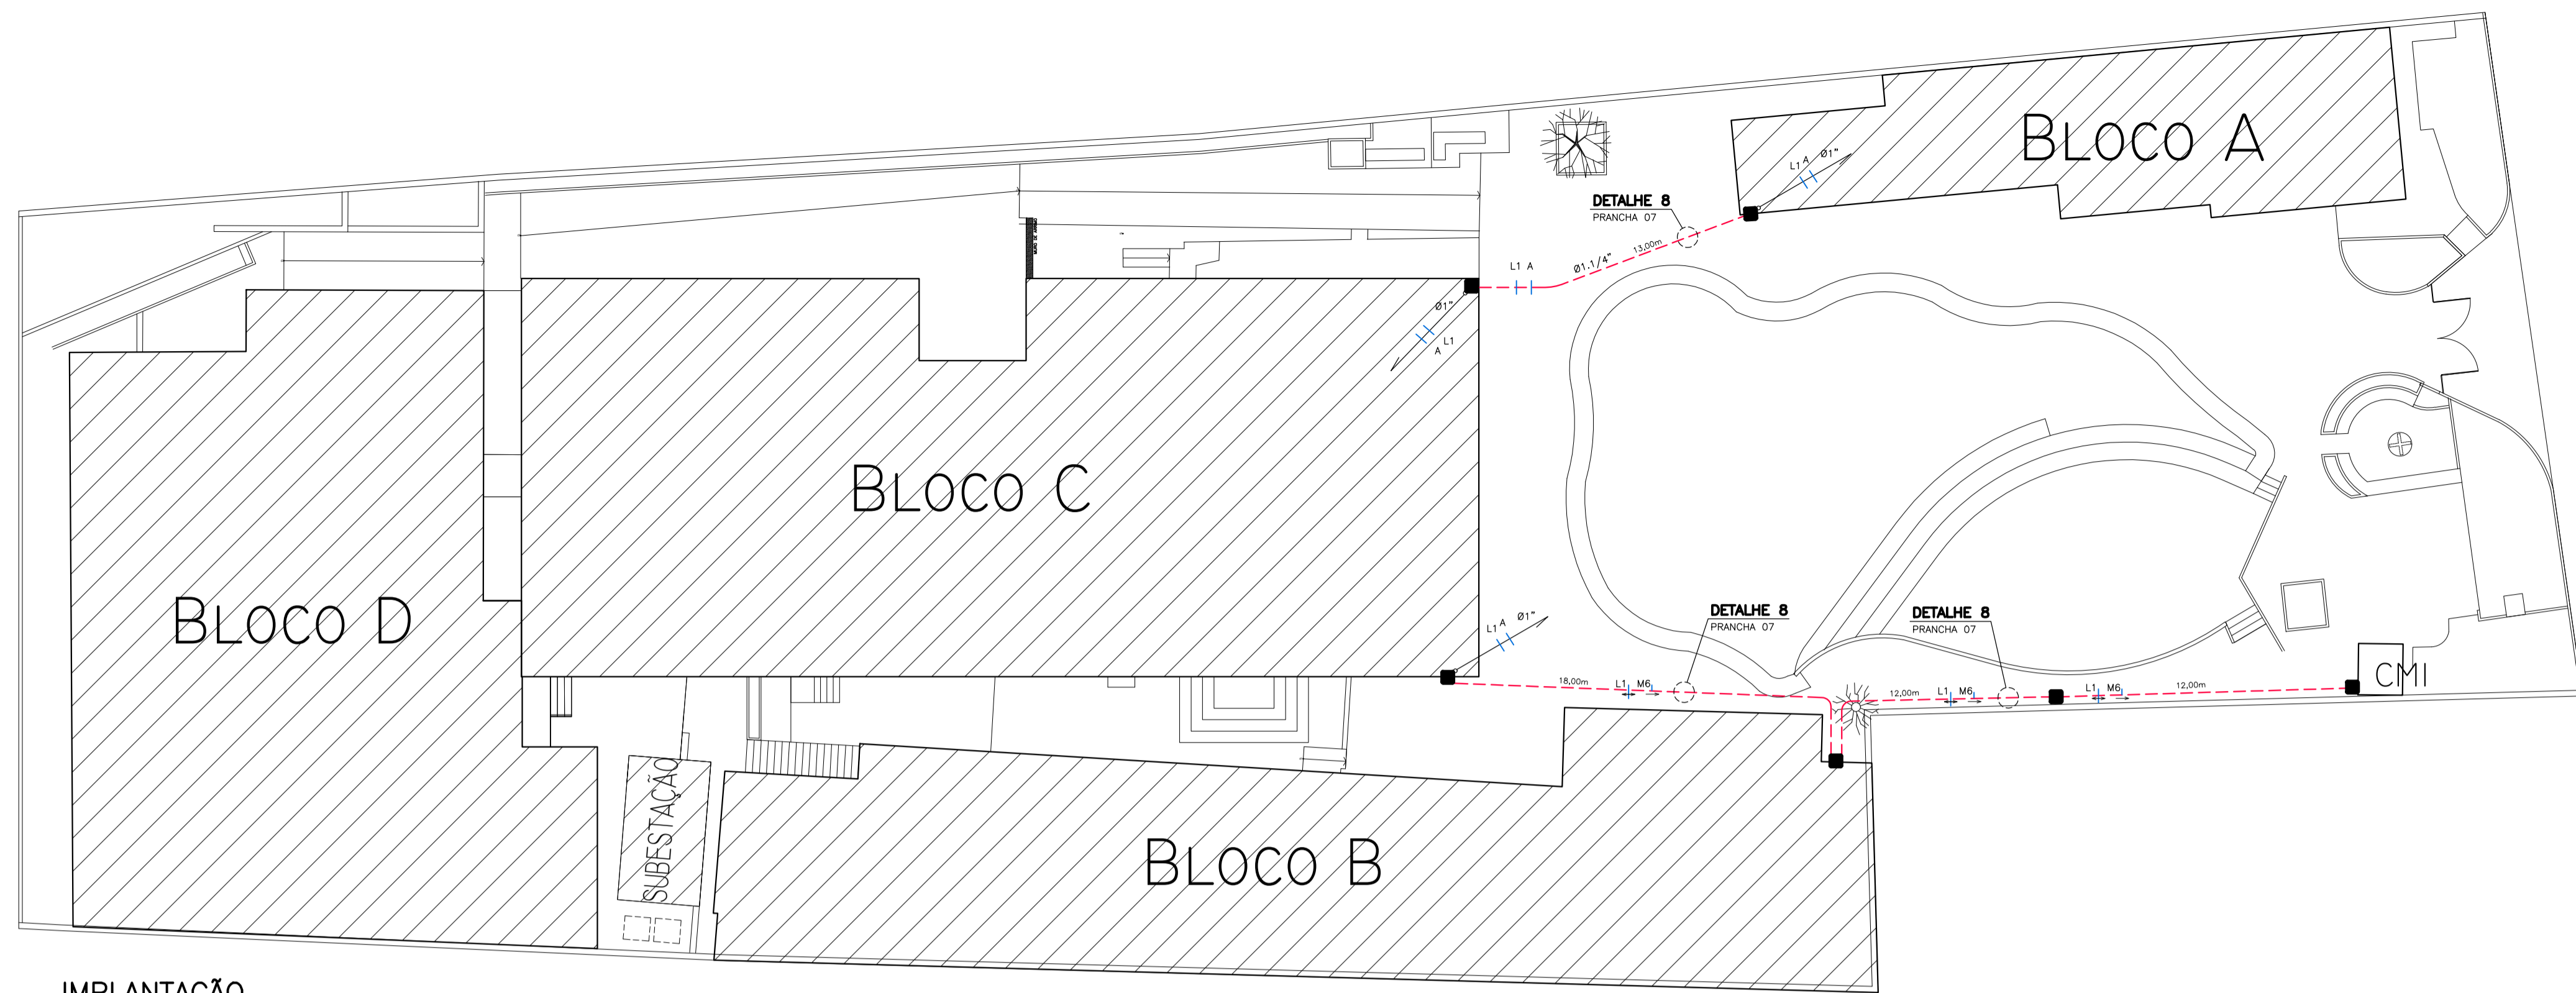 BLOCO A
L1 A Ø1"
DETALHE 8
PRANCHA 07
13,00m
Ø1.1/4"
L1 A
Ø1"
L1
A
BLOCO C
BLOCO D
L1 A Ø1"
DETALHE 8
PRANCHA 07
DETALHE 8
PRANCHA 07
18,00m
L1 M6
12,00m
L1 M6
L1 M6
12,00m
CMI
SUBESTAÇÃO
BLOCO B
IMPLANTAÇÃO